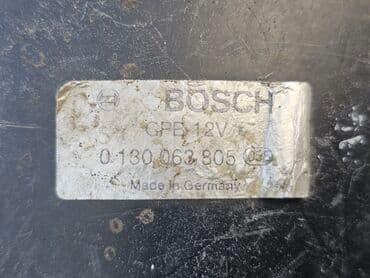 BOSCH
GPB 12V
0 130 063 805
Made in Germany